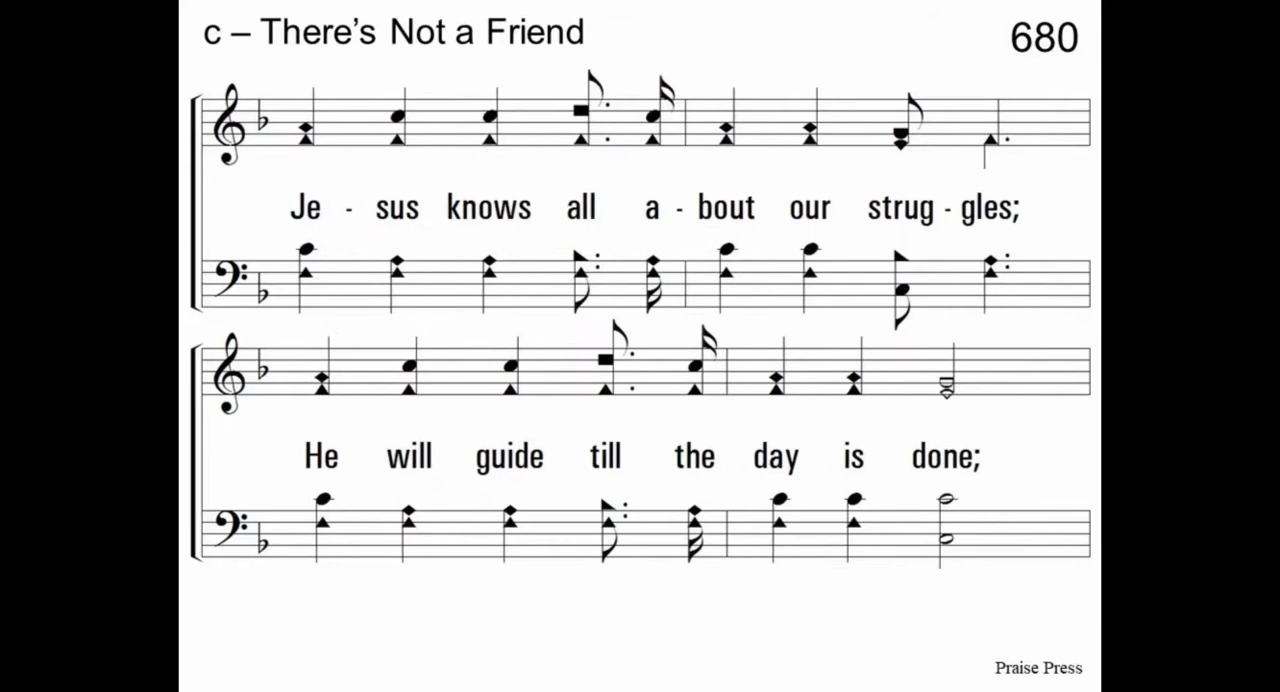 c – There’s Not a Friend
680
Je - sus knows all a - bout our strug - gles;
He will guide till the day is done;
Praise Press